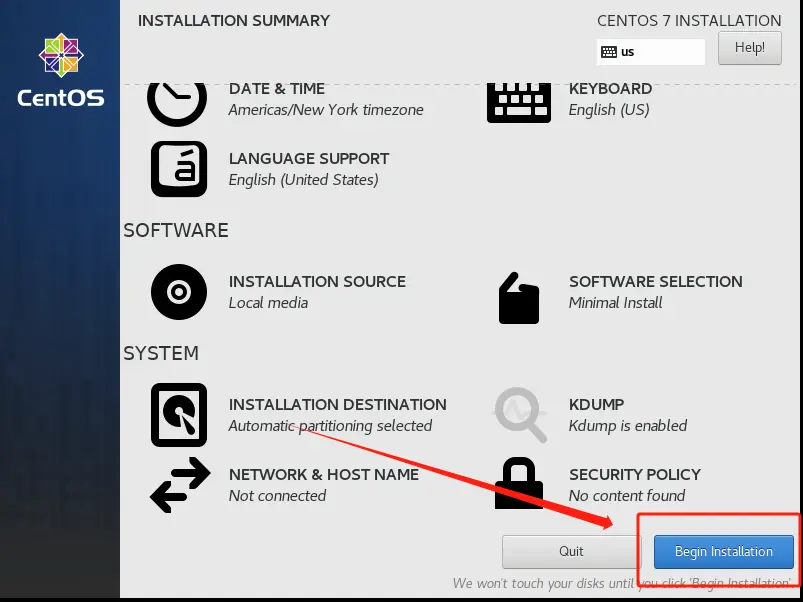 INSTALLATION SUMMARY
CENTOS 7 INSTALLATION
us
Help!
CentOS
DATE & TIME
Americas/New York timezone
KEYBOARD
English (US)
LANGUAGE SUPPORT
English (United States)
SOFTWARE
INSTALLATION SOURCE
Local media
SOFTWARE SELECTION
Minimal Install
SYSTEM
INSTALLATION DESTINATION
Automatic partitioning selected
KDUMP
Kdump is enabled
NETWORK & HOST NAME
Not connected
SECURITY POLICY
No content found
Quit
Begin Installation
We won't touch your disks until you click 'Begin Installation'.